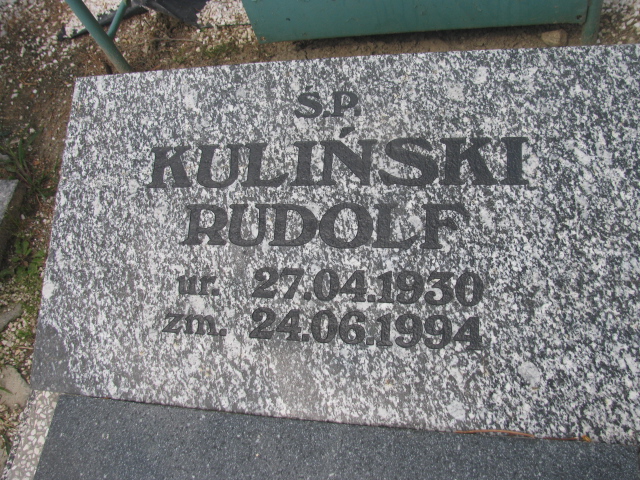 Ś.P.
KULIŃSKI
RUDOLF
ur. 27.04.1930
zm. 24.06.1994